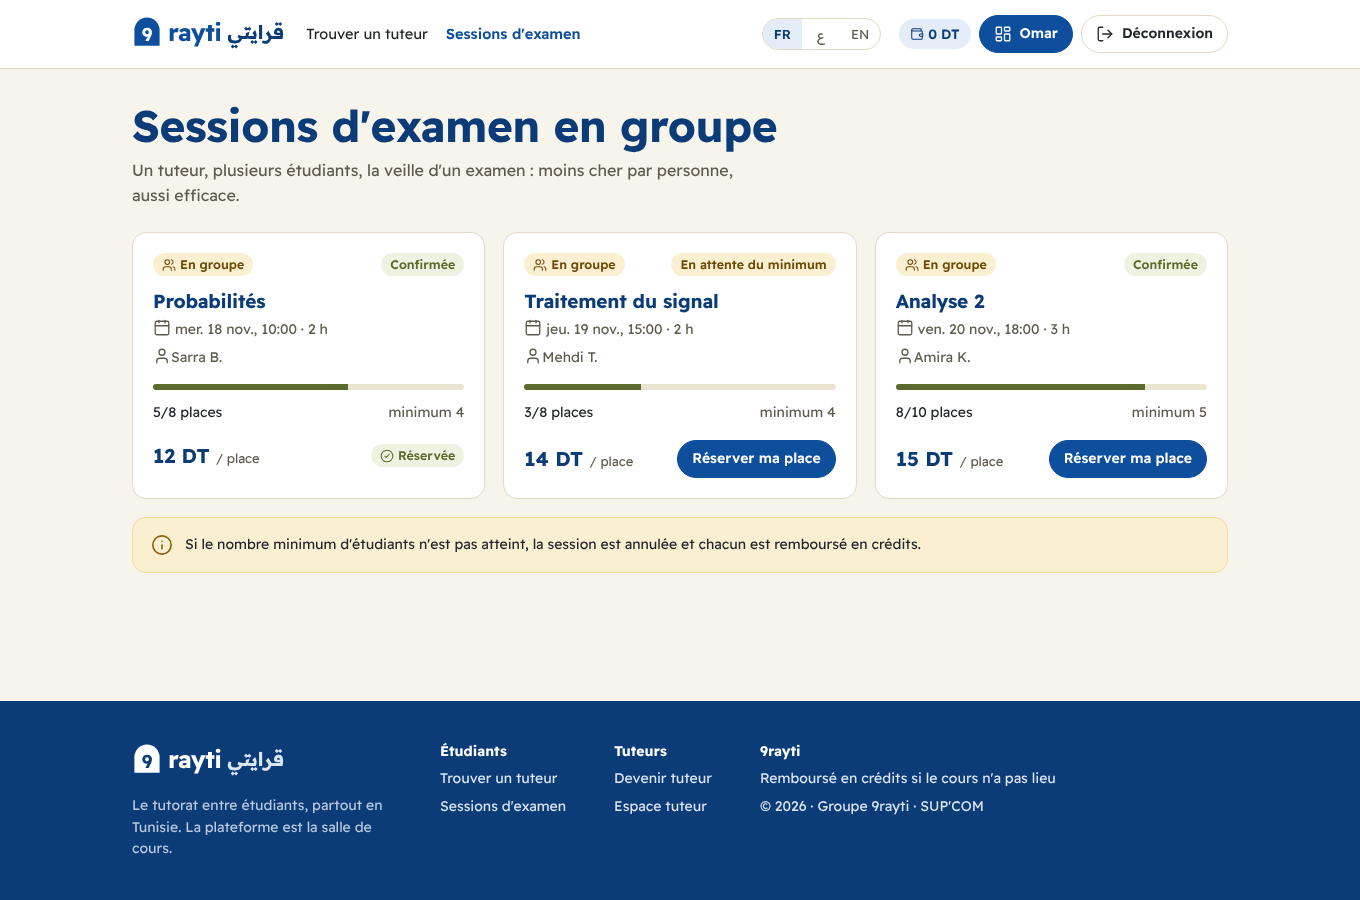 9 rayti قرايتي
Trouver un tuteur
Sessions d'examen
FR
ع
EN
0 DT
Omar
Déconnexion
Sessions d'examen en groupe
Un tuteur, plusieurs étudiants, la veille d'un examen : moins cher par personne,
aussi efficace.
En groupe
Confirmée
Probabilités
mer. 18 nov., 10:00 · 2 h
Sarra B.
5/8 places
minimum 4
12 DT / place
Réservée
En groupe
En attente du minimum
Traitement du signal
jeu. 19 nov., 15:00 · 2 h
Mehdi T.
3/8 places
minimum 4
14 DT / place
Réserver ma place
En groupe
Confirmée
Analyse 2
ven. 20 nov., 18:00 · 3 h
Amira K.
8/10 places
minimum 5
15 DT / place
Réserver ma place
Si le nombre minimum d'étudiants n'est pas atteint, la session est annulée et chacun est remboursé en crédits.
9 rayti قرايتي
Le tutorat entre étudiants, partout en
Tunisie. La plateforme est la salle de
cours.
Étudiants
Trouver un tuteur
Sessions d'examen
Tuteurs
Devenir tuteur
Espace tuteur
9rayti
Remboursé en crédits si le cours n'a pas lieu
© 2026 · Groupe 9rayti · SUP'COM